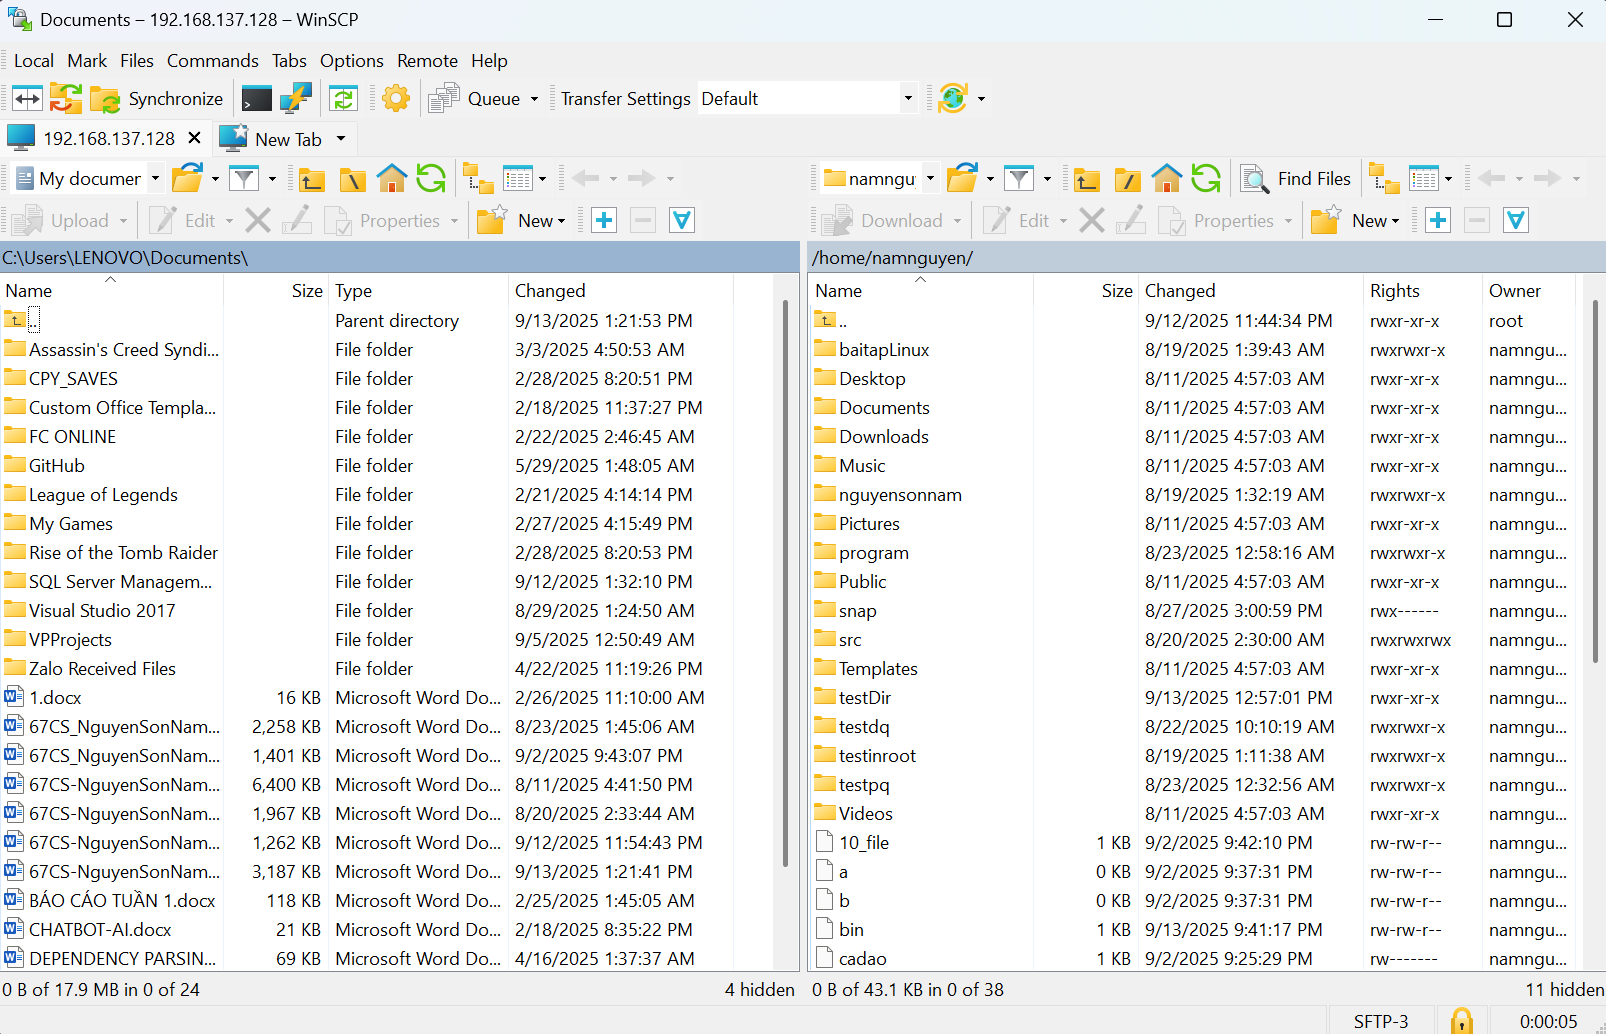 Documents – 192.168.137.128 – WinSCP
Local Mark Files Commands Tabs Options Remote Help
Synchronize Queue Transfer Settings Default
192.168.137.128 New Tab
My documer
Upload Edit Properties New
C:\Users\LENOVO\Documents\
Name Size Type Changed
.. Parent directory 9/13/2025 1:21:53 PM
Assassin's Creed Syndi... File folder 3/3/2025 4:50:53 AM
CPY_SAVES File folder 2/28/2025 8:20:51 PM
Custom Office Templa... File folder 2/18/2025 11:37:27 PM
FC ONLINE File folder 2/22/2025 2:46:45 AM
GitHub File folder 5/29/2025 1:48:05 AM
League of Legends File folder 2/21/2025 4:14:14 PM
My Games File folder 2/27/2025 4:15:49 PM
Rise of the Tomb Raider File folder 2/28/2025 8:20:53 PM
SQL Server Managem... File folder 9/12/2025 1:32:10 PM
Visual Studio 2017 File folder 8/29/2025 1:24:50 AM
VPProjects File folder 9/5/2025 12:50:49 AM
Zalo Received Files File folder 4/22/2025 11:19:26 PM
1.docx 16 KB Microsoft Word Do... 2/26/2025 11:10:00 AM
67CS_NguyenSonNam... 2,258 KB Microsoft Word Do... 8/23/2025 1:45:06 AM
67CS_NguyenSonNam... 1,401 KB Microsoft Word Do... 9/2/2025 9:43:07 PM
67CS-NguyenSonNam... 6,400 KB Microsoft Word Do... 8/11/2025 4:41:50 PM
67CS-NguyenSonNam... 1,967 KB Microsoft Word Do... 8/20/2025 2:33:44 AM
67CS-NguyenSonNam... 1,262 KB Microsoft Word Do... 9/12/2025 11:54:43 PM
67CS-NguyenSonNam... 3,187 KB Microsoft Word Do... 9/13/2025 1:21:41 PM
BÁO CÁO TUẦN 1.docx 118 KB Microsoft Word Do... 2/25/2025 1:45:05 AM
CHATBOT-AI.docx 21 KB Microsoft Word Do... 2/18/2025 8:35:22 PM
DEPENDENCY PARSIN... 69 KB Microsoft Word Do... 4/16/2025 1:37:37 AM
0 B of 17.9 MB in 0 of 24 4 hidden
namngu Find Files
Download Edit Properties New
/home/namnguyen/
Name Size Changed Rights Owner
.. 9/12/2025 11:44:34 PM rwxr-xr-x root
baitapLinux 8/19/2025 1:39:43 AM rwxrwxr-x namngu...
Desktop 8/11/2025 4:57:03 AM rwxr-xr-x namngu...
Documents 8/11/2025 4:57:03 AM rwxr-xr-x namngu...
Downloads 8/11/2025 4:57:03 AM rwxr-xr-x namngu...
Music 8/11/2025 4:57:03 AM rwxr-xr-x namngu...
nguyensonnam 8/19/2025 1:32:19 AM rwxrwxr-x namngu...
Pictures 8/11/2025 4:57:03 AM rwxr-xr-x namngu...
program 8/23/2025 12:58:16 AM rwxrwxr-x namngu...
Public 8/11/2025 4:57:03 AM rwxr-xr-x namngu...
snap 8/27/2025 3:00:59 PM rwx------ namngu...
src 8/20/2025 2:30:00 AM rwxrwxrwx namngu...
Templates 8/11/2025 4:57:03 AM rwxr-xr-x namngu...
testDir 9/13/2025 12:57:01 PM rwxr-xr-x namngu...
testdq 8/22/2025 10:10:19 AM rwxrwxr-x namngu...
testinroot 8/19/2025 1:11:38 AM rwxr-xr-x namngu...
testpq 8/23/2025 12:32:56 AM rwxrwxr-x namngu...
Videos 8/11/2025 4:57:03 AM rwxr-xr-x namngu...
10_file 1 KB 9/2/2025 9:42:10 PM rw-rw-r-- namngu...
a 0 KB 9/2/2025 9:37:31 PM rw-rw-r-- namngu...
b 0 KB 9/2/2025 9:37:31 PM rw-rw-r-- namngu...
bin 1 KB 9/13/2025 9:41:17 PM rw-rw-r-- namngu...
cadao 1 KB 9/2/2025 9:25:29 PM rw------- namngu...
0 B of 43.1 KB in 0 of 38 11 hidden
SFTP-3 0:00:05